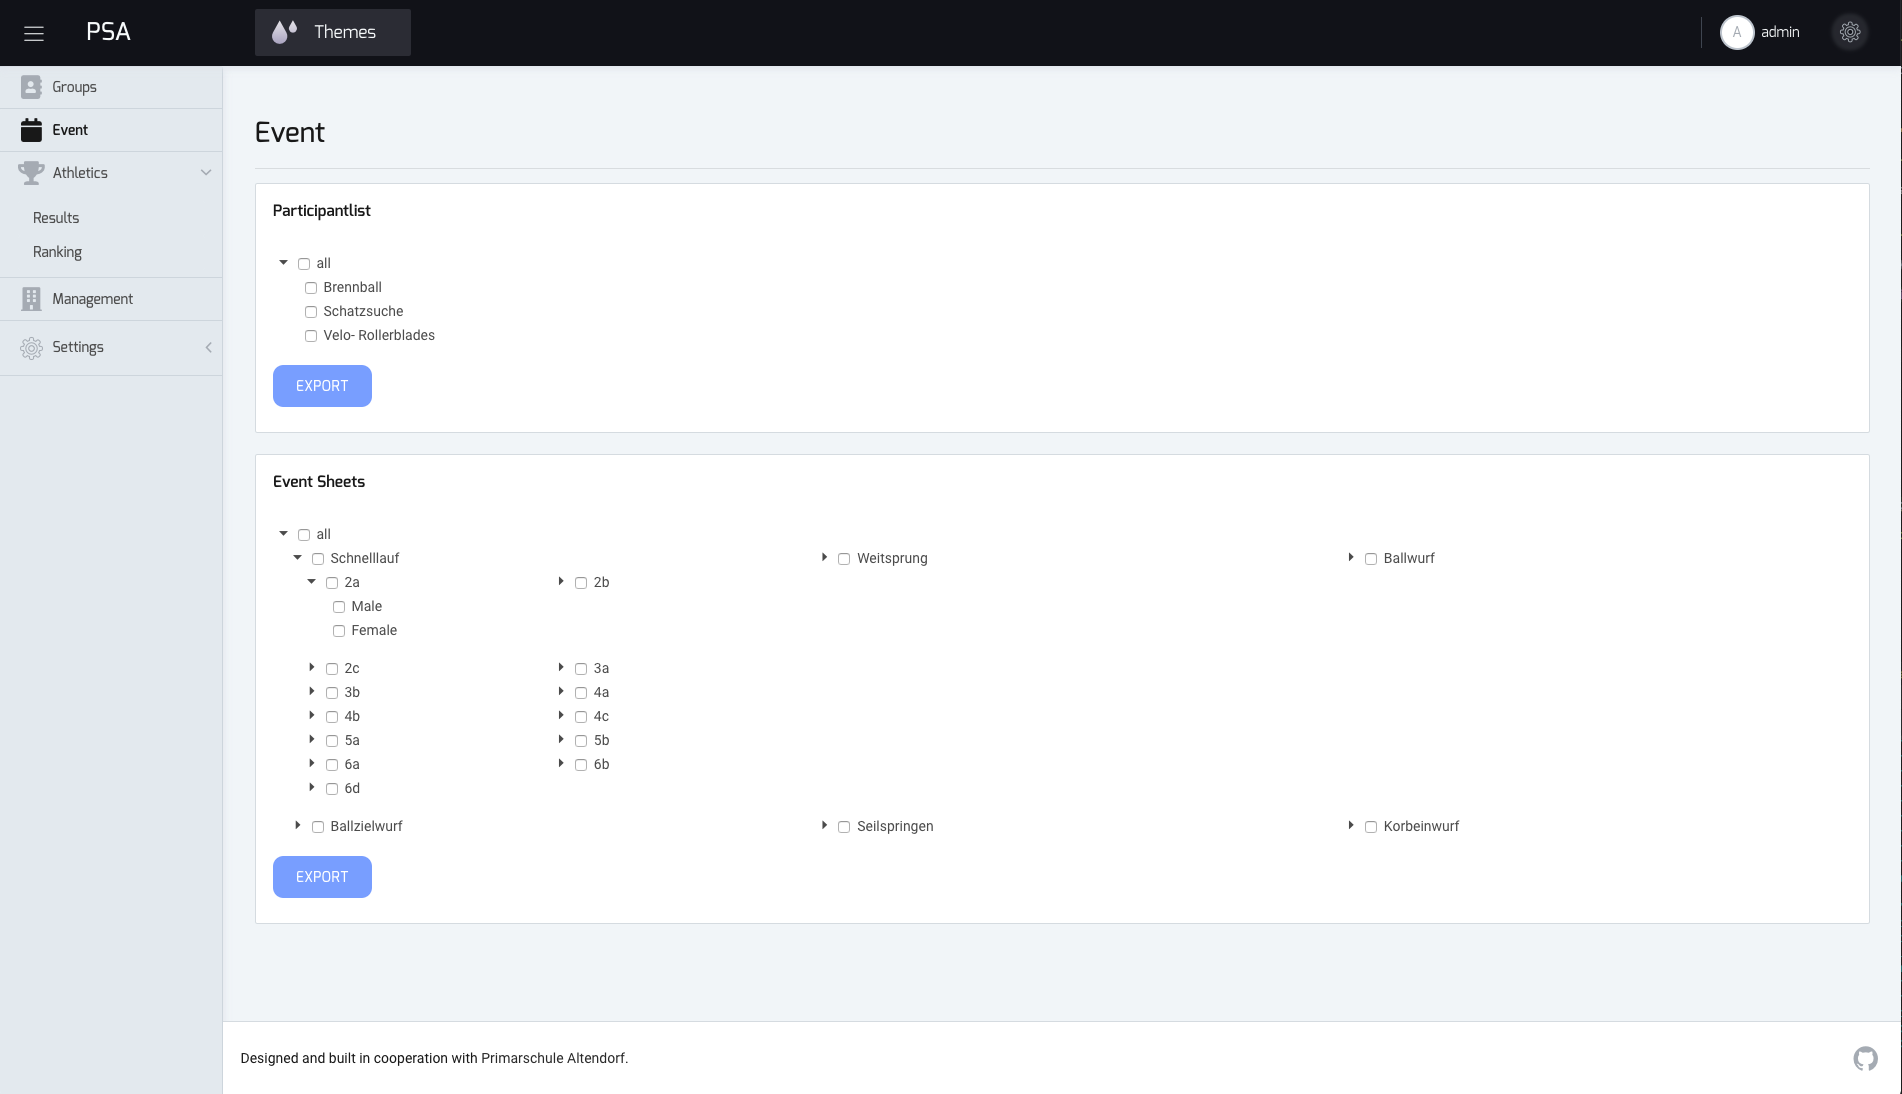 PSA
Themes
A
admin
Groups
Event
Athletics
Results
Ranking
Management
Settings
Event
Participantlist
all
Brennball
Schatzsuche
Velo- Rollerblades
EXPORT
Event Sheets
all
Schnelllauf
Weitsprung
Ballwurf
2a
2b
Male
Female
2c
3a
3b
4a
4b
4c
5a
5b
6a
6b
6d
Ballzielwurf
Seilspringen
Korbeinwurf
EXPORT
Designed and built in cooperation with Primarschule Altendorf.